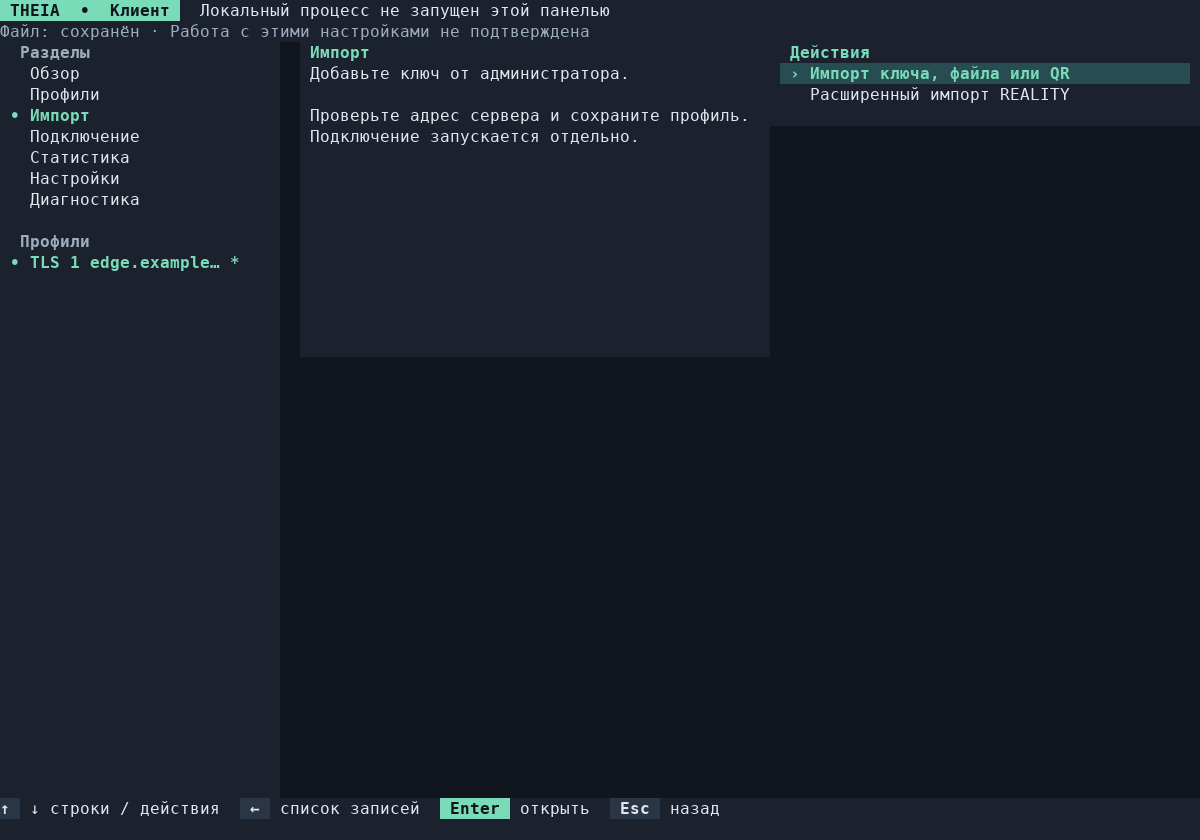 THEIA • Клиент Локальный процесс не запущен этой панелью
Файл: сохранён · Работа с этими настройками не подтверждена
Разделы
Обзор
Профили
• Импорт
Подключение
Статистика
Настройки
Диагностика
Профили
• TLS 1 edge.example… *
Импорт
Добавьте ключ от администратора.
Проверьте адрес сервера и сохраните профиль.
Подключение запускается отдельно.
Действия
› Импорт ключа, файла или QR
Расширенный импорт REALITY
↑ ↓ строки / действия ← список записей Enter открыть Esc назад